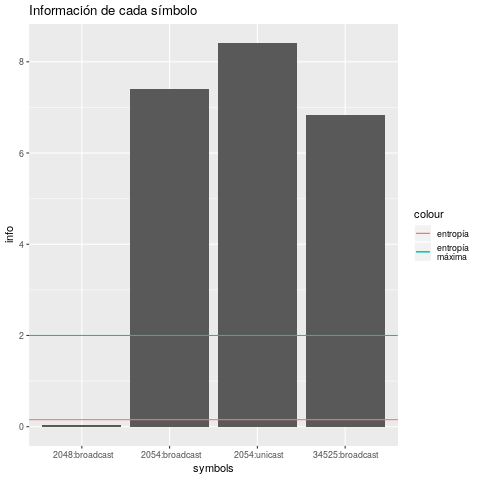 Información de cada símbolo
info
8
6
4
2
0
2048:broadcast 2054:broadcast 2054:unicast 34525:broadcast
symbols
colour
entropía
entropía
máxima